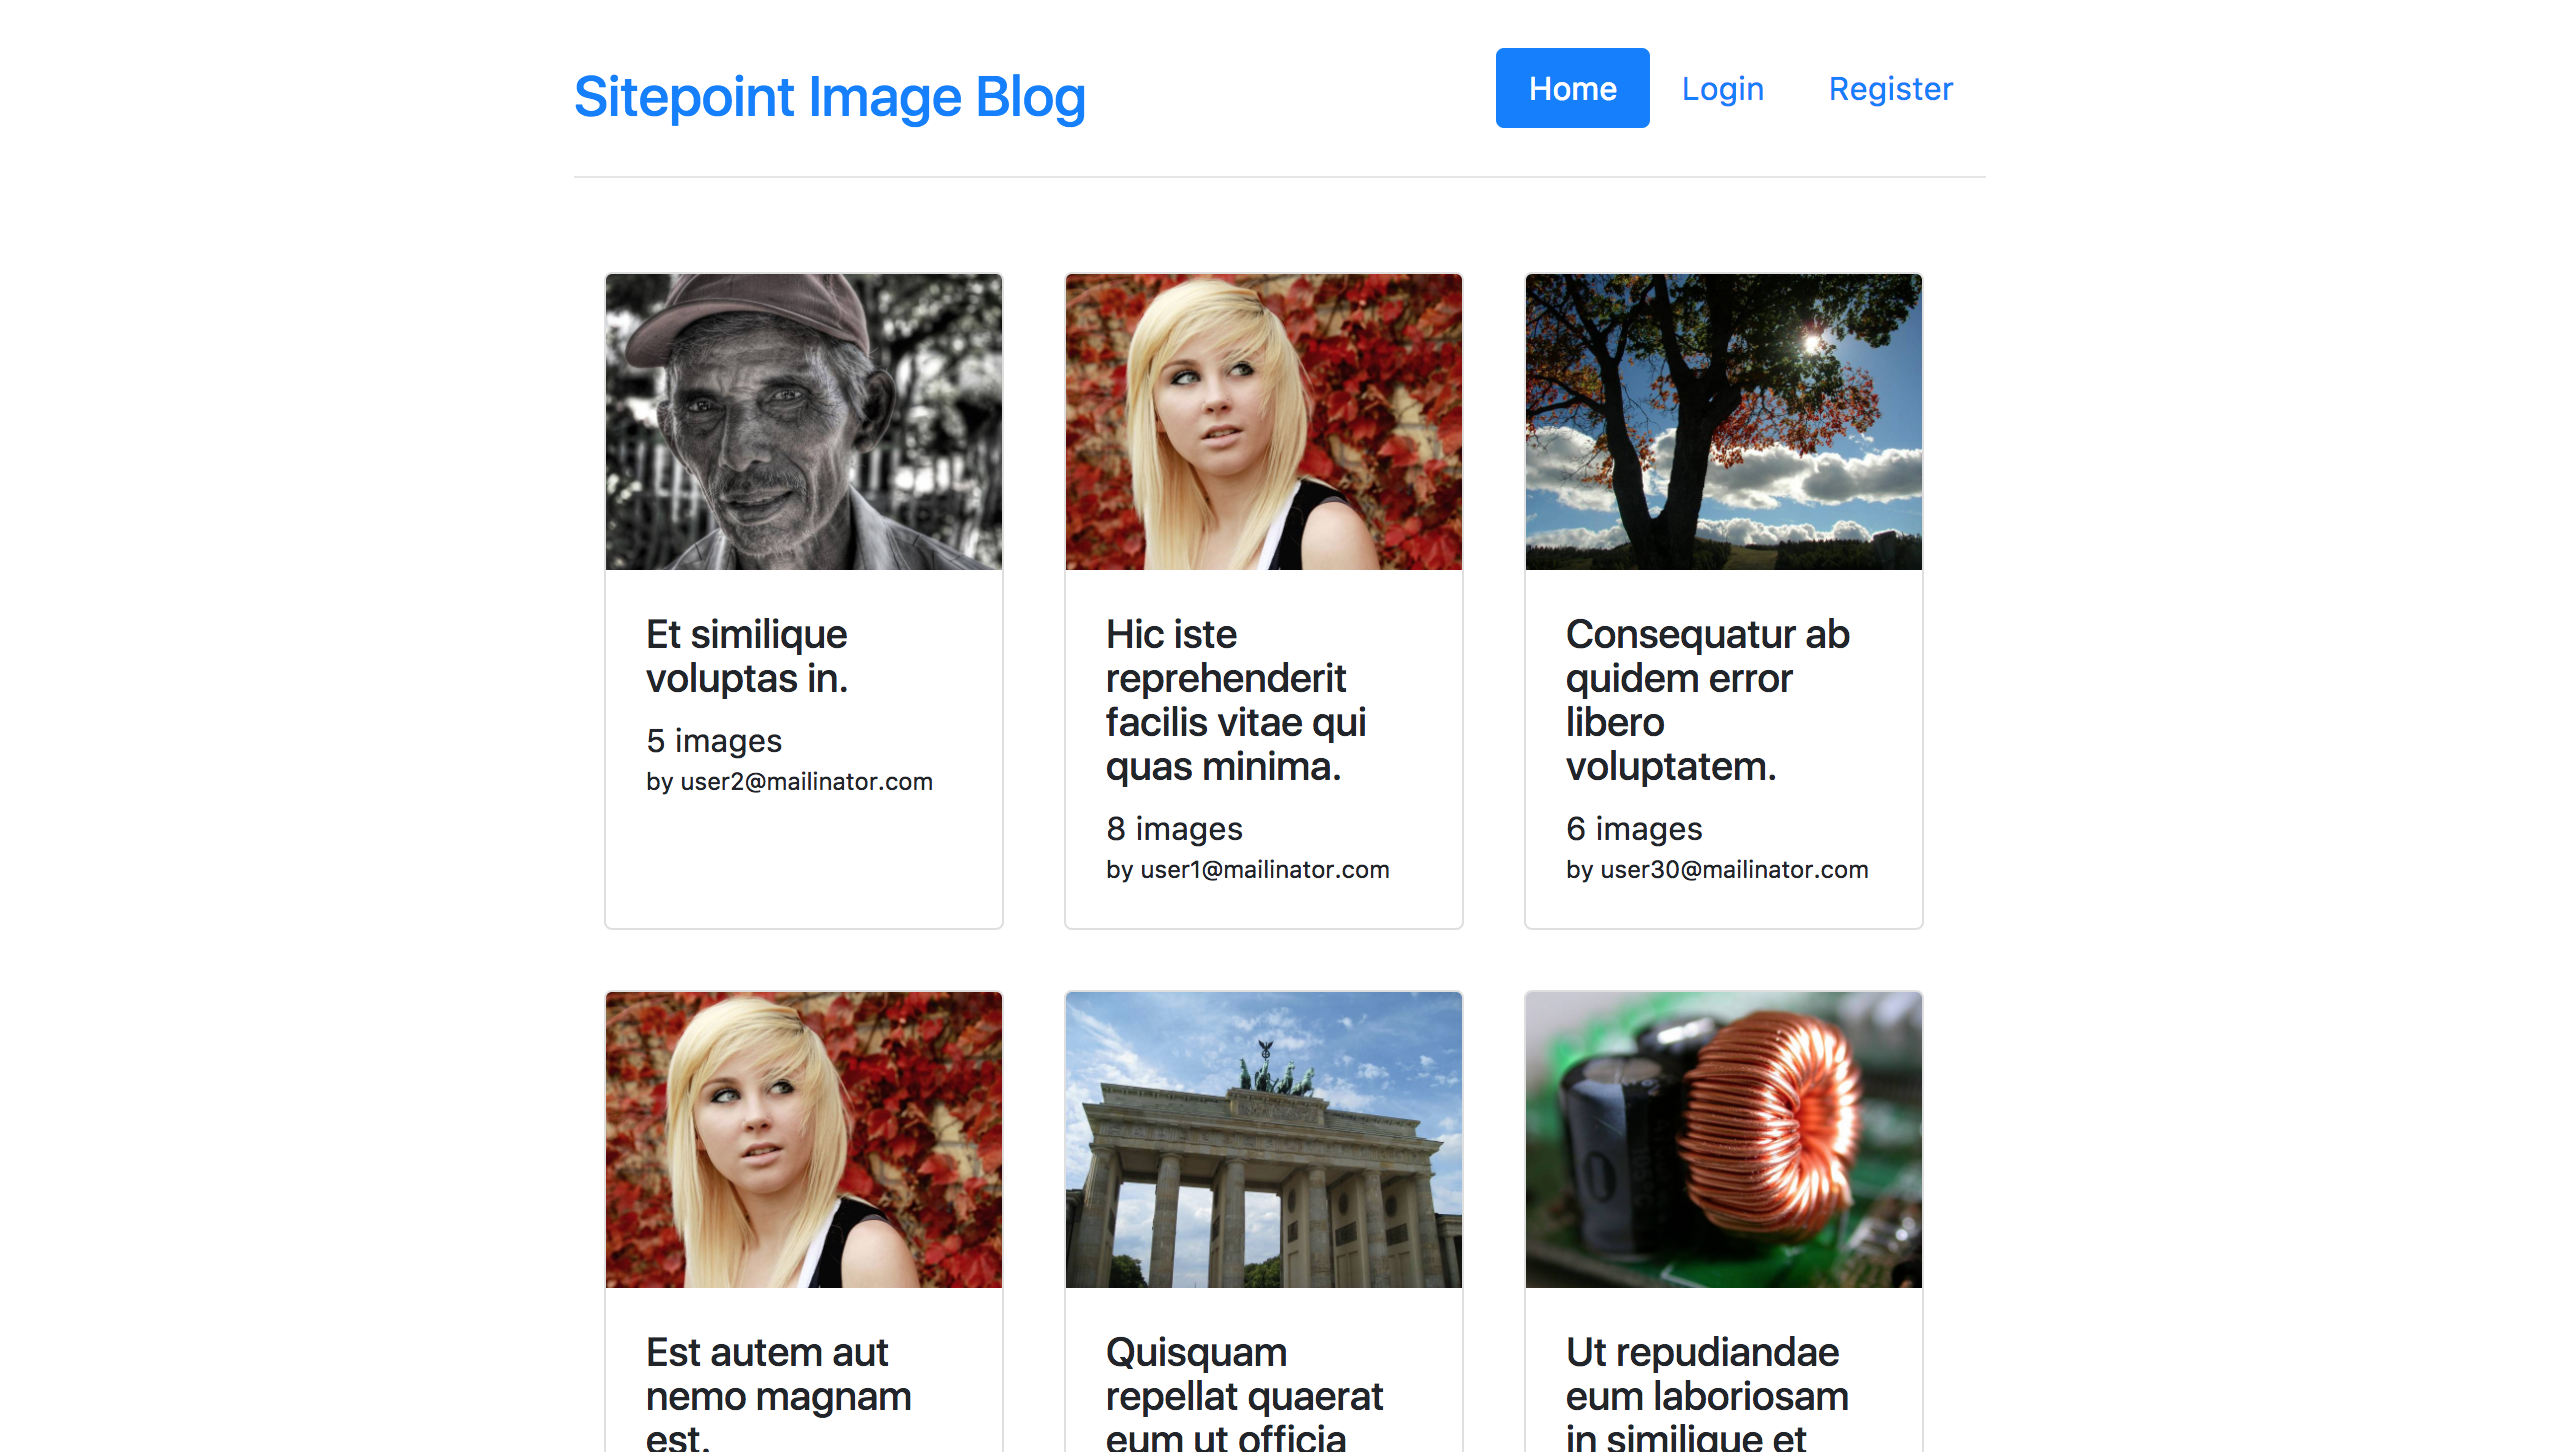 Sitepoint Image Blog
Home
Login
Register
Et similique
voluptas in.
5 images
by user2@mailinator.com
Hic iste
reprehenderit
facilis vitae qui
quas minima.
8 images
by user1@mailinator.com
Consequatur ab
quidem error
libero
voluptatem.
6 images
by user30@mailinator.com
Est autem aut
nemo magnam
est.
Quisquam
repellat quaerat
eum ut officia
Ut repudiandae
eum laboriosam
in similique et